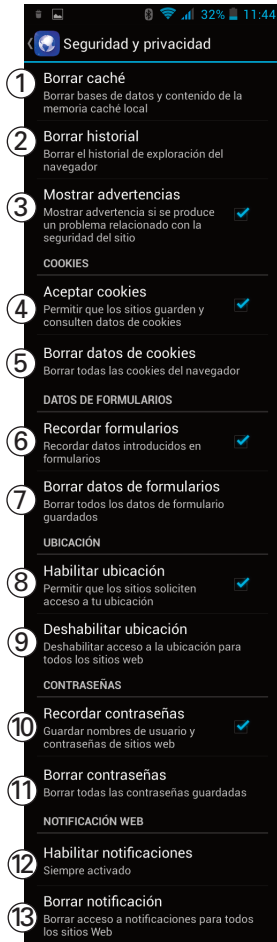 32% 11:44
Seguridad y privacidad
1 Borrar caché
Borrar bases de datos y contenido de la
memoria caché local
2 Borrar historial
Borrar el historial de exploración del
navegador
3 Mostrar advertencias
Mostrar advertencia si se produce
un problema relacionado con la
seguridad del sitio
COOKIES
4 Aceptar cookies
Permitir que los sitios guarden y
consulten datos de cookies
5 Borrar datos de cookies
Borrar todas las cookies del navegador
DATOS DE FORMULARIOS
6 Recordar formularios
Recordar datos introducidos en
formularios
7 Borrar datos de formularios
Borrar todos los datos de formulario
guardados
UBICACIÓN
8 Habilitar ubicación
Permitir que los sitios soliciten
acceso a tu ubicación
9 Deshabilitar ubicación
Deshabilitar acceso a la ubicación para
todos los sitios web
CONTRASEÑAS
10 Recordar contraseñas
Guardar nombres de usuario y
contraseñas de sitios web
11 Borrar contraseñas
Borrar todas las contraseñas guardadas
NOTIFICACIÓN WEB
12 Habilitar notificaciones
Siempre activado
13 Borrar notificación
Borrar acceso a notificaciones para todos
los sitios Web